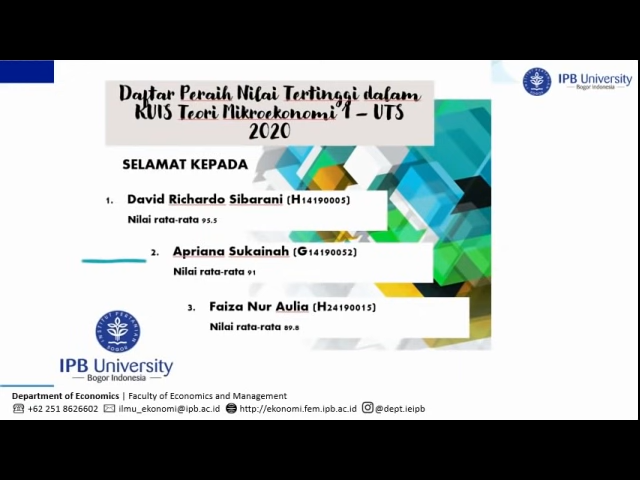 IPB University
Bogor Indonesia
Daftar Peraih Nilai Tertinggi dalam
KUIS Teori Mikroekonomi 1 – UTS
2020
SELAMAT KEPADA
1. David Richardo Sibarani (H14190005)
Nilai rata-rata 95.5
2. Apriana Sukainah (G14190052)
Nilai rata-rata 91
3. Faiza Nur Aulia (H24190015)
Nilai rata-rata 89.8
INSTITUT PERTANIAN
BOGOR
IPB University
Bogor Indonesia
Department of Economics | Faculty of Economics and Management
+62 251 8626602 ilmu_ekonomi@ipb.ac.id http://ekonomi.fem.ipb.ac.id @dept.ieipb